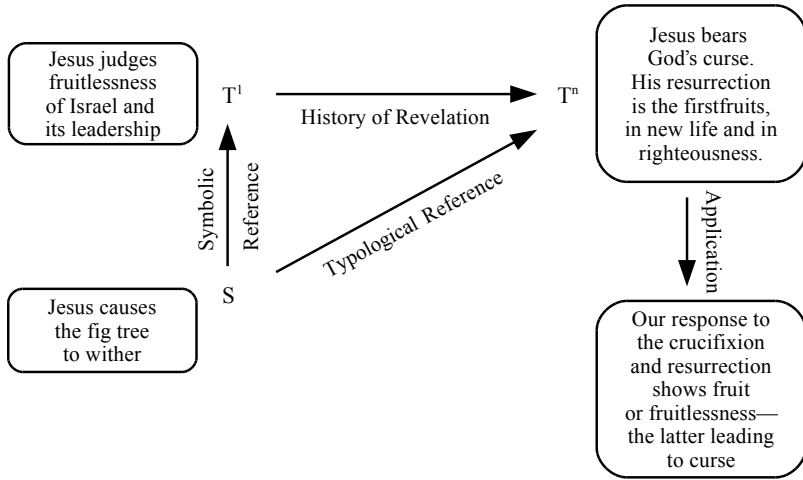 Jesus judges
fruitlessness
of Israel and
its leadership
T¹
History of Revelation
Tⁿ
Jesus bears
God's curse.
His resurrection
is the firstfruits,
in new life and in
righteousness.
Symbolic
Reference
Typological Reference
Application
S
Jesus causes
the fig tree
to wither
Our response to
the crucifixion
and resurrection
shows fruit
or fruitlessness—
the latter leading
to curse